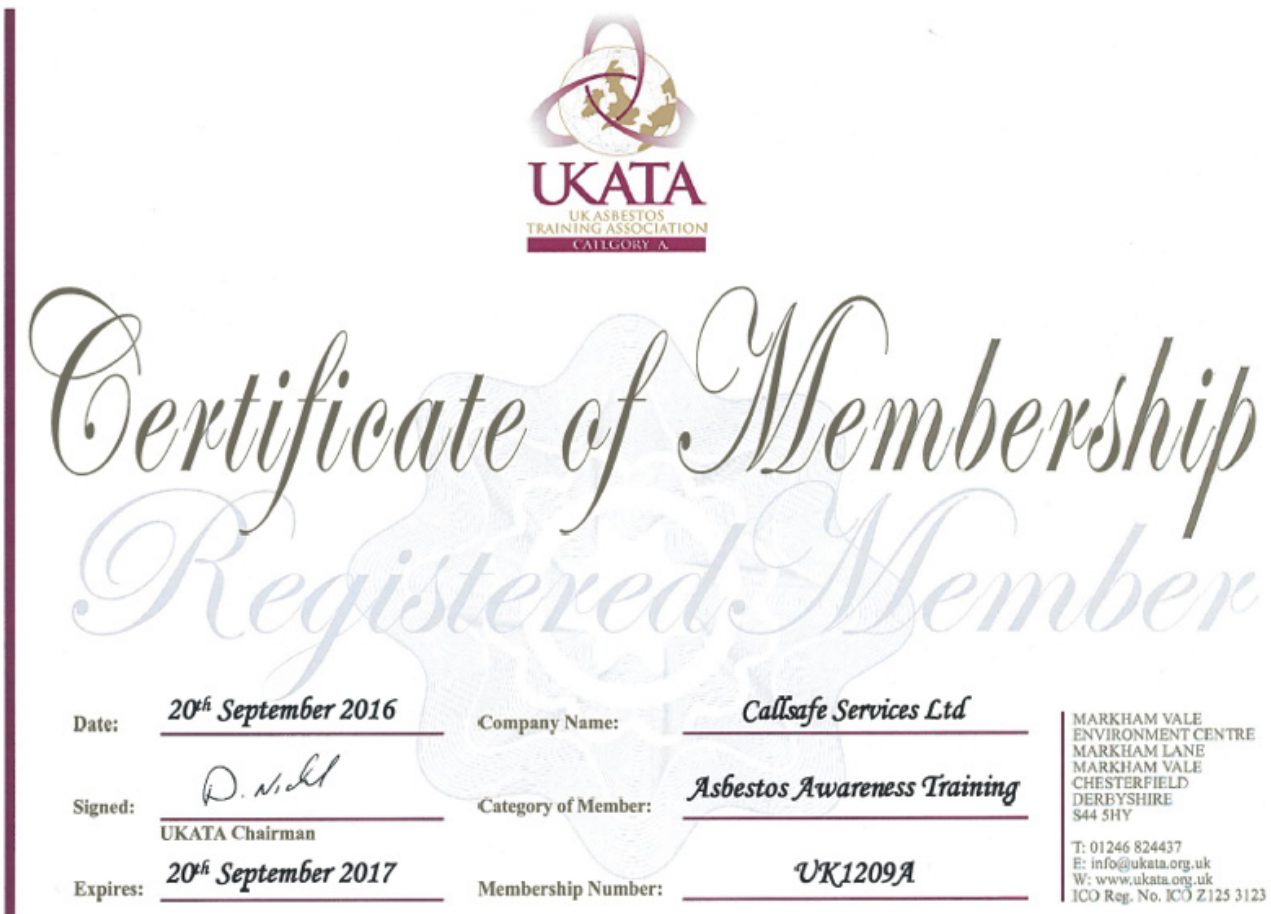 UKATA
UK ASBESTOS
TRAINING ASSOCIATION
CATEGORY A
Certificate of Membership
Registered Member
Date: 20th September 2016
Signed: D. Nichol
UKATA Chairman
Expires: 20th September 2017
Company Name: Callsafe Services Ltd
Category of Member: Asbestos Awareness Training
Membership Number: UK1209A
MARKHAM VALE
ENVIRONMENT CENTRE
MARKHAM LANE
MARKHAM VALE
CHESTERFIELD
DERBYSHIRE
S44 5HY
T: 01246 824437
E: info@ukata.org.uk
W: www.ukata.org.uk
ICO Reg. No. ICO Z125 3123